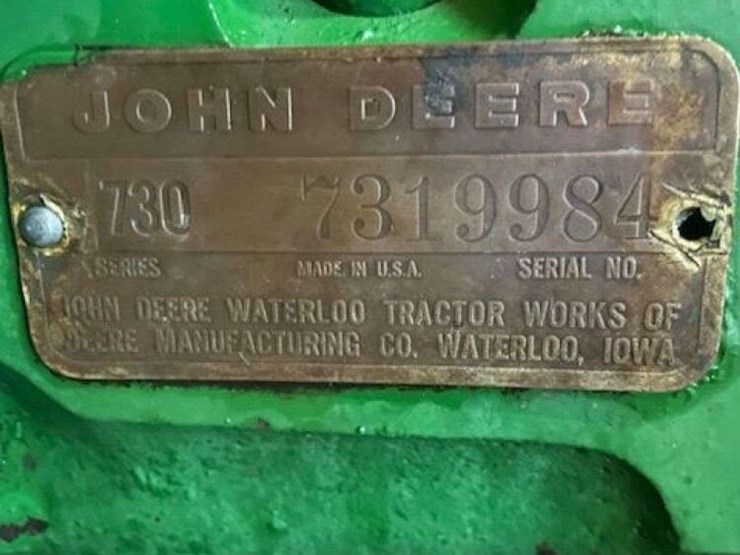 JOHN DEERE
730 7319984
SERIES MADE IN U.S.A. SERIAL NO.
JOHN DEERE WATERLOO TRACTOR WORKS OF
DEERE MANUFACTURING CO. WATERLOO, IOWA